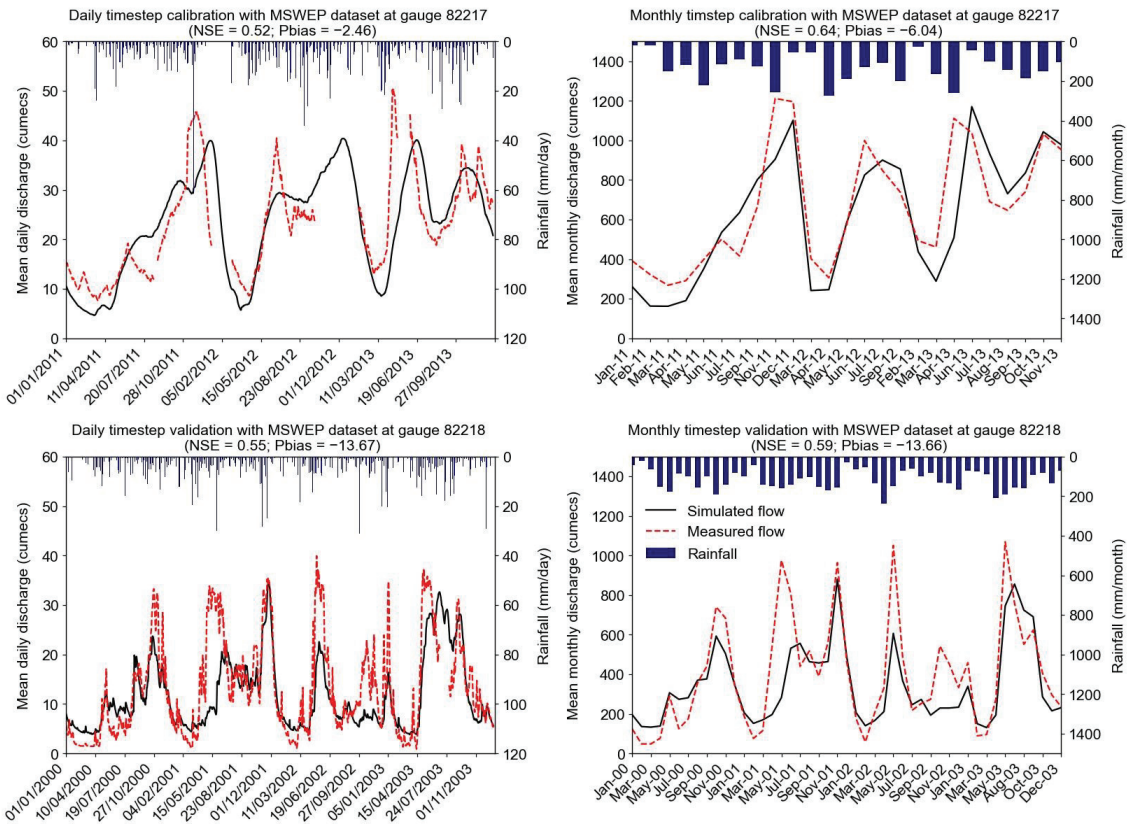 Daily timestep calibration with MSWEP dataset at gauge 82217
(NSE = 0.52; Pbias = −2.46)
60
50
40
30
20
10
0
Mean daily discharge (cumecs)
0
20
40
60
80
100
120
Rainfall (mm/day)
01/01/2011
11/04/2011
20/07/2011
28/10/2011
05/02/2012
15/05/2012
23/08/2012
01/12/2012
11/03/2013
19/06/2013
27/09/2013
Monthly timstep calibration with MSWEP dataset at gauge 82217
(NSE = 0.64; Pbias = −6.04)
1400
1200
1000
800
600
400
200
0
Mean monthly discharge (cumecs)
0
200
400
600
800
1000
1200
1400
Rainfall (mm/month)
Jan-11
Feb-11
Mar-11
Apr-11
May-11
Jun-11
Jul-11
Sep-11
Nov-11
Dec-11
Mar-12
Apr-12
May-12
Jun-12
Jul-12
Sep-12
Feb-13
Mar-13
Apr-13
Jun-13
Jul-13
Aug-13
Sep-13
Oct-13
Nov-13
Daily timestep validation with MSWEP dataset at gauge 82218
(NSE = 0.55; Pbias = −13.67)
60
50
40
30
20
10
0
Mean daily discharge (cumecs)
0
20
40
60
80
100
120
Rainfall (mm/day)
01/01/2000
10/04/2000
19/07/2000
27/10/2000
04/02/2001
15/05/2001
23/08/2001
01/12/2001
11/03/2002
19/06/2002
27/09/2002
05/01/2003
15/04/2003
24/07/2003
01/11/2003
Monthly timestep validation with MSWEP dataset at gauge 82218
(NSE = 0.59; Pbias = −13.66)
1400
1200
1000
800
600
400
200
0
Mean monthly discharge (cumecs)
Simulated flow
Measured flow
Rainfall
0
200
400
600
800
1000
1200
1400
Rainfall (mm/month)
Jan-00
Mar-00
May-00
Jul-00
Sep-00
Nov-00
Jan-01
Mar-01
May-01
Jul-01
Sep-01
Nov-01
Jan-02
Mar-02
May-02
Jul-02
Sep-02
Nov-02
Jan-03
Mar-03
May-03
Aug-03
Oct-03
Dec-03